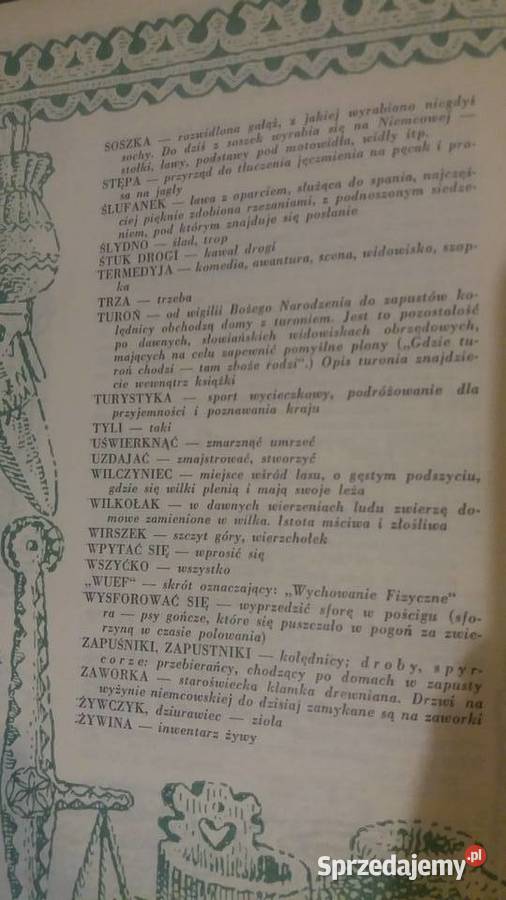 SOSZKA — rozwidlona gałąź, z jakiej wyrabiano niegdyś
sochy. Do dziś z soszek wyrabia się na Niemcowej —
stołki, ławy, podstawy pod motowidła, widły itp.
STĘPA — przyrząd do tłuczenia jęczmienia na pęcak i pro-
sa na jagły
ŚLUFANEK — ława z oparciem, służąca do spania, najczęś-
ciej pięknie zdobiona rzezaniami, z podnoszonym siedze-
niem, pod którym znajduje się posłanie
ŚLYDNO — ślad, trop
ŚTUK DROGI — kawał drogi
TERMEDYJA — komedia, awantura, scena, widowisko, szop-
ka
TRZA — trzeba
TUROŃ — od wigilii Bożego Narodzenia do zapustów ko-
lędnicy obchodzą domy z turoniem. Jest to pozostałość
po dawnych, słowiańskich widowiskach obrzędowych,
mających na celu zapewnić pomyślne plony („Gdzie tu-
roń chodzi — tam zboże rodzi".) Opis turonia znajdzie-
cie wewnątrz książki
TURYSTYKA — sport wycieczkowy, podróżowanie dla
przyjemności i poznawania kraju
TYLI — taki
UŚWIERKNĄĆ — zmarznąć umrzeć
UZDAJAĆ — zmajstrować, stworzyć
WILCZYNIEC — miejsce wśród lasu, o gęstym podszyciu,
gdzie się wilki plenią i mają swoje leża
WILKOŁAK — w dawnych wierzeniach ludu zwierzę do-
mowe zamienione w wilka. Istota mściwa i złośliwa
WIRSZEK — szczyt góry, wierzchołek
WPYTAĆ SIĘ — wprosić się
WSZYĆKO — wszystko
„WUEF" — skrót oznaczający: „Wychowanie Fizyczne"
WYSFOROWAĆ SIĘ — wyprzedzić sforę w pościgu (sfo-
ra — psy gończe, które się puszczało w pogoń za zwie-
rzyną w czasie polowania)
ZAPUŚNIKI, ZAPUSTNIKI — kolędnicy; droby, spyr-
corze: przebierańcy, chodzący po domach w zapusty
ZAWORKA — staroświecka klamka drewniana. Drzwi na
wyżynie niemcowskiej do dzisiaj zamykane są na zaworki
ŻYWCZYK, dziurawiec — zioła
ŻYWINA — inwentarz żywy
Sprzedajemy.pl